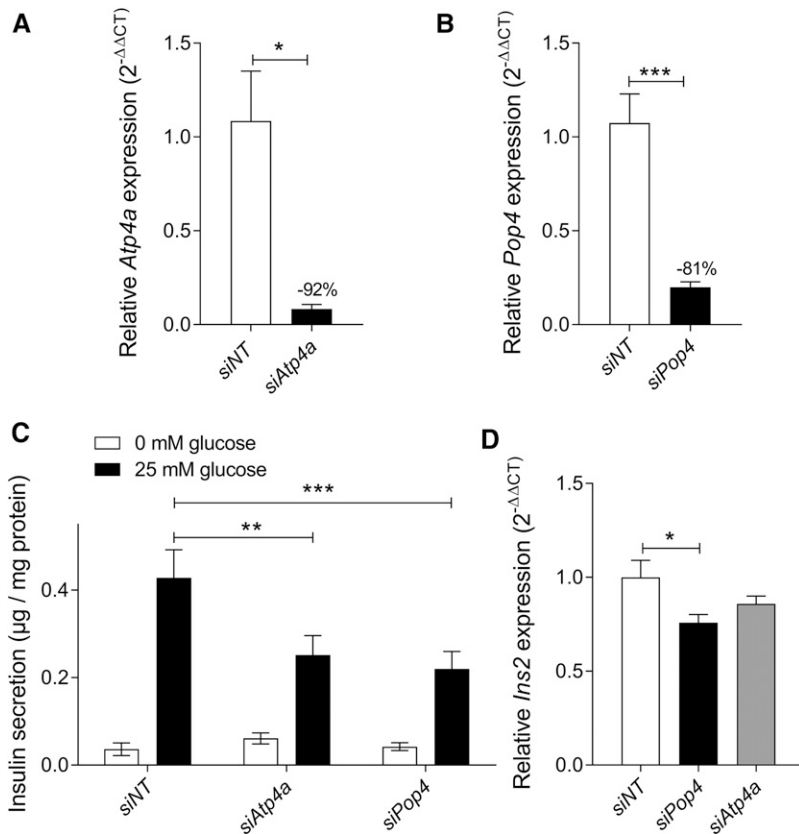 A
Relative Atp4a expression (2-ΔΔCT)
1.5
1.0
0.5
0.0
*
-92%
siNT
siAtp4a
B
Relative Pop4 expression (2-ΔΔCT)
1.5
1.0
0.5
0.0
***
-81%
siNT
siPop4
C
0 mM glucose
25 mM glucose
Insulin secretion (µg / mg protein)
0.4
0.2
0.0
***
**
siNT
siAtp4a
siPop4
D
Relative Ins2 expression (2-ΔΔCT)
1.5
1.0
0.5
0.0
*
siNT
siPop4
siAtp4a